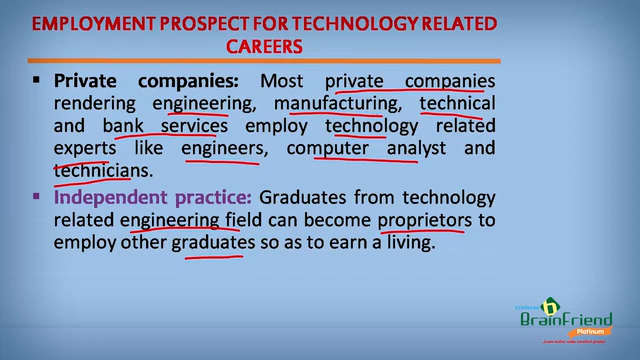 EMPLOYMENT PROSPECT FOR TECHNOLOGY RELATED
CAREERS
▪ Private companies: Most private companies
rendering engineering, manufacturing, technical
and bank services employ technology related
experts like engineers, computer analyst and
technicians.
▪ Independent practice: Graduates from technology
related engineering field can become proprietors to
employ other graduates so as to earn a living.
BrainFriend
Platinum